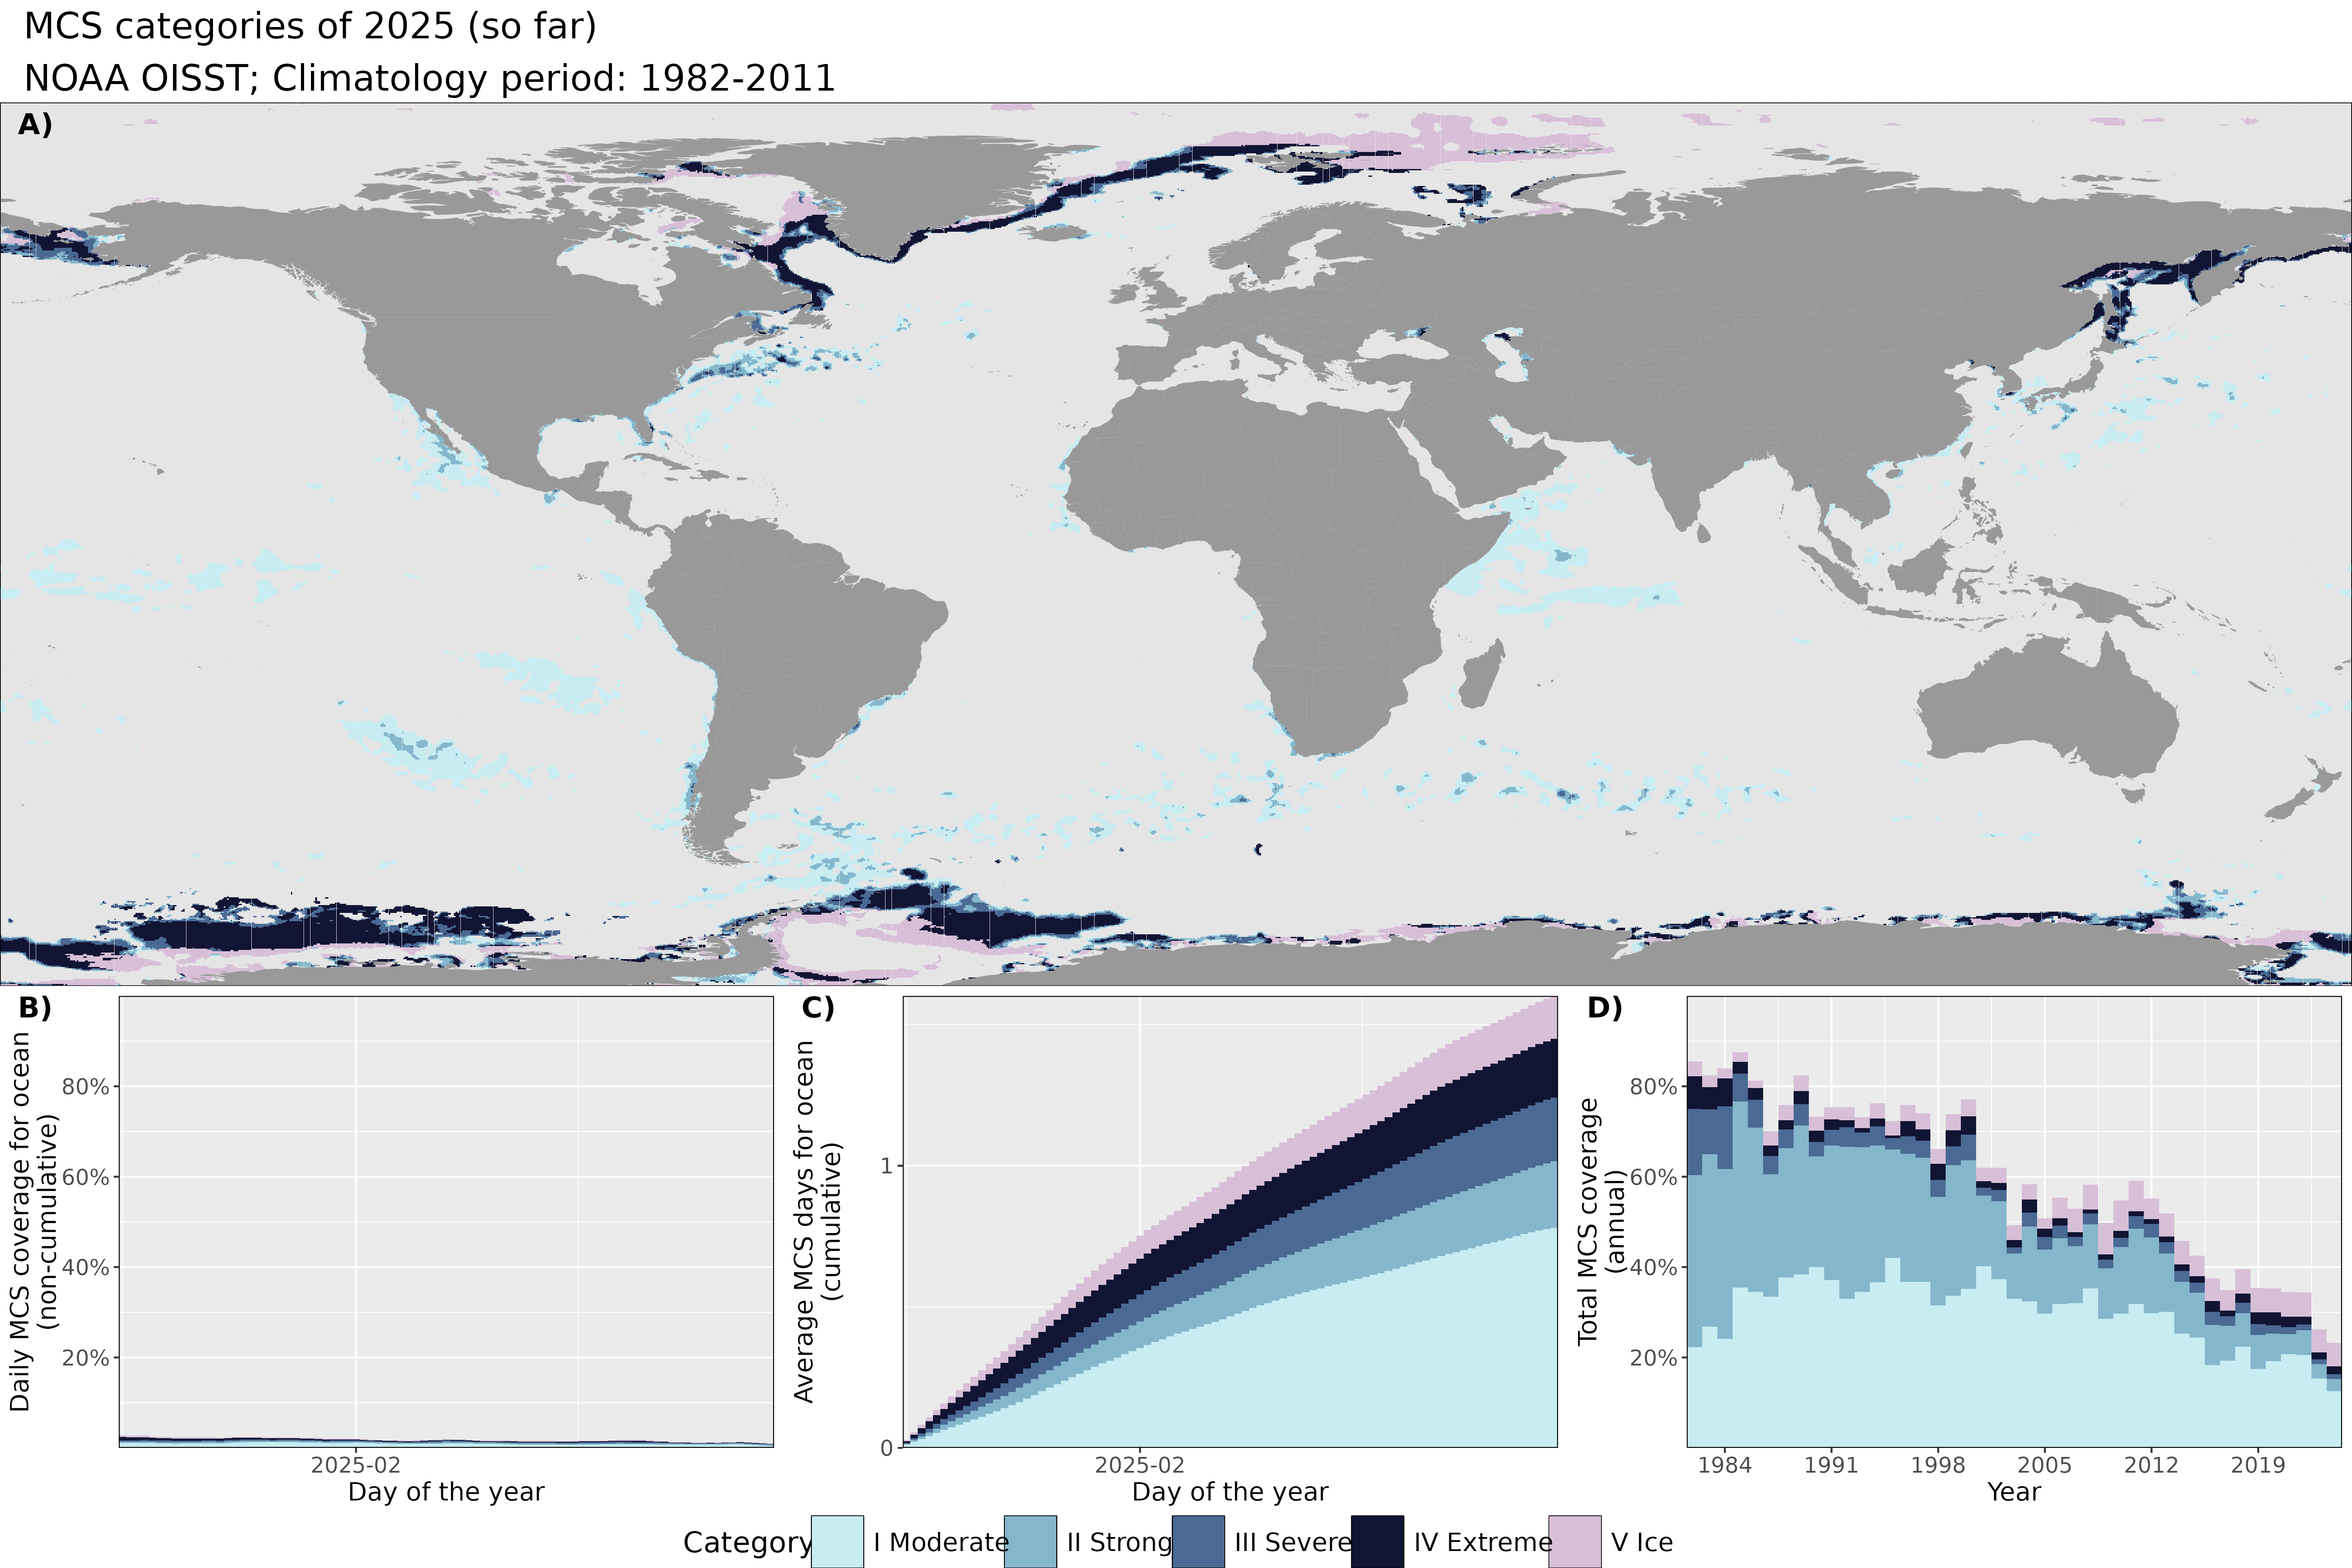 MCS categories of 2025 (so far)
NOAA OISST; Climatology period: 1982-2011
A)
B)
Daily MCS coverage for ocean
(non-cumulative)
80%
60%
40%
20%
2025-02
Day of the year
C)
Average MCS days for ocean
(cumulative)
1
0
2025-02
Day of the year
D)
Total MCS coverage
(annual)
80%
60%
40%
20%
1984 1991 1998 2005 2012 2019
Year
Category I Moderate II Strong III Severe IV Extreme V Ice